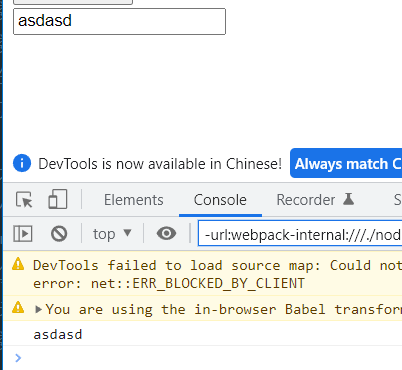 asdasd
DevTools is now available in Chinese! Always match C
Elements Console Recorder S
top -url:webpack-internal:///./nod
DevTools failed to load source map: Could not
error: net::ERR_BLOCKED_BY_CLIENT
You are using the in-browser Babel transfor
asdasd